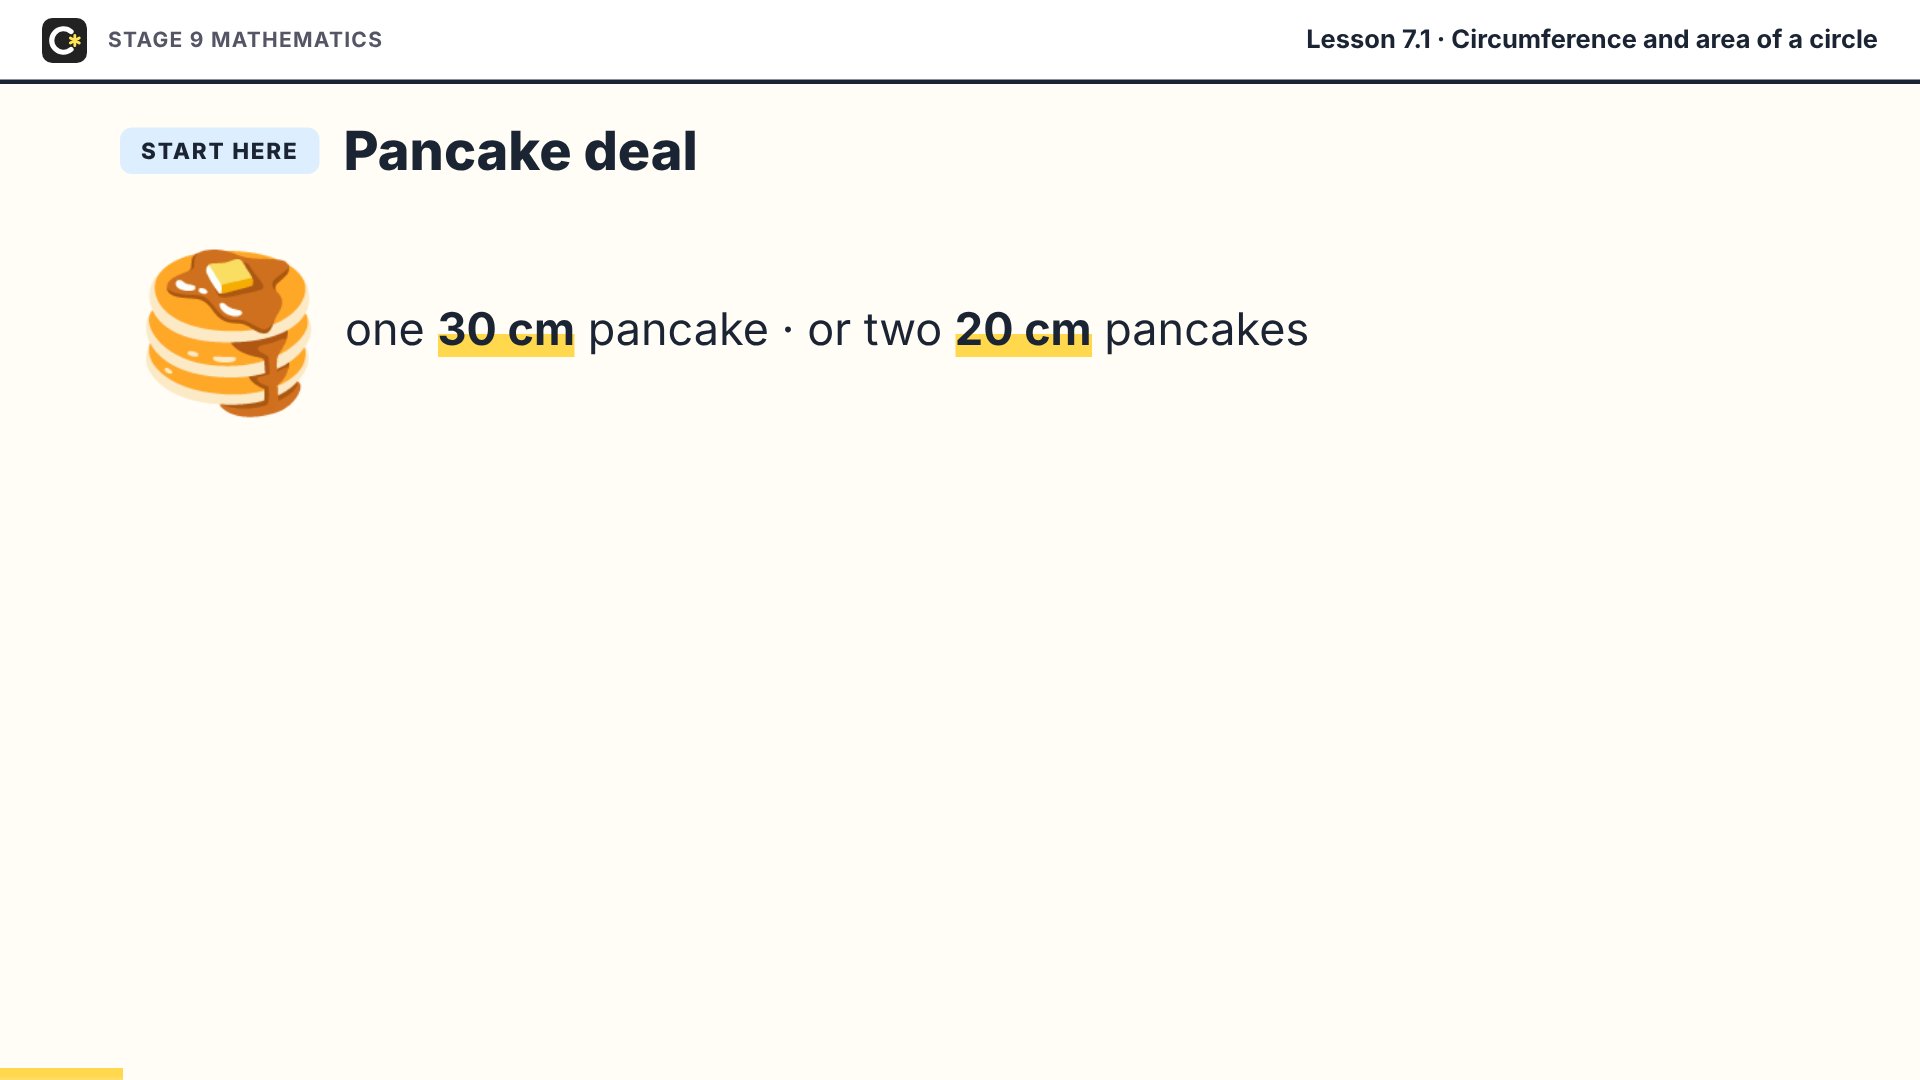 STAGE 9 MATHEMATICS
Lesson 7.1 · Circumference and area of a circle
START HERE
Pancake deal
one 30 cm pancake · or two 20 cm pancakes